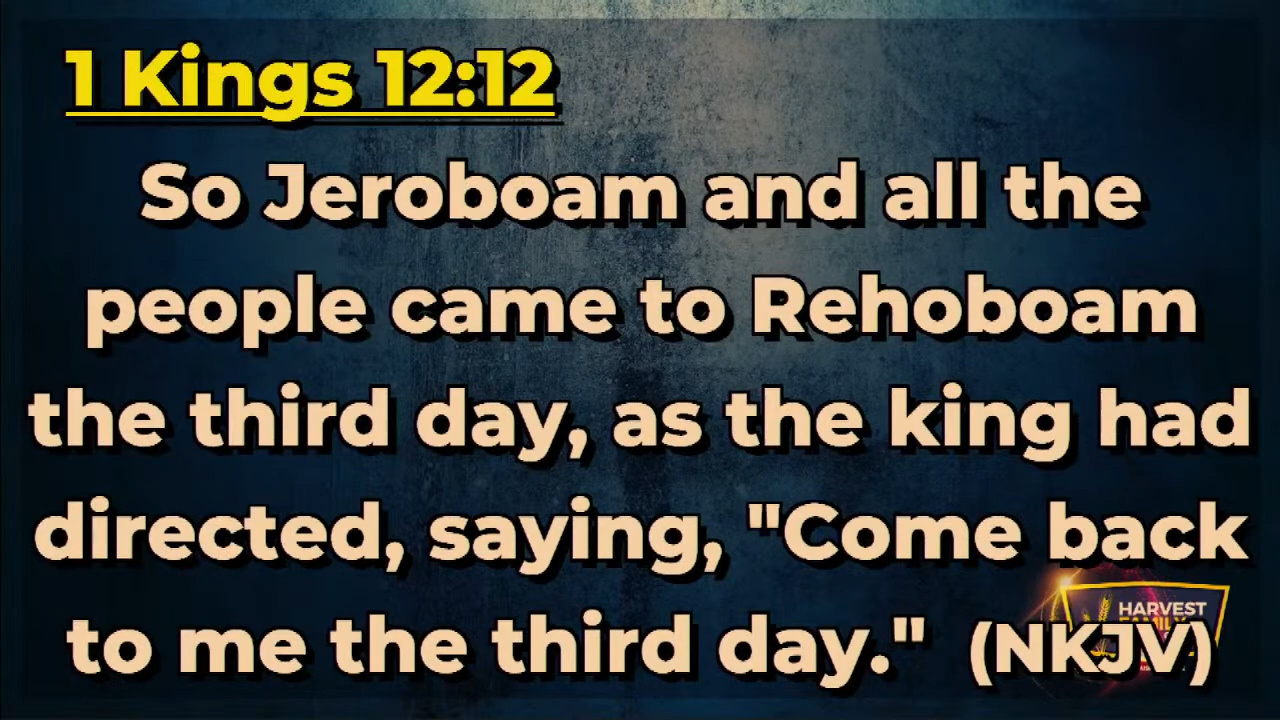 1 Kings 12:12
So Jeroboam and all the
people came to Rehoboam
the third day, as the king had
directed, saying, "Come back
to me the third day." (NKJV)
HARVEST
FAMILY